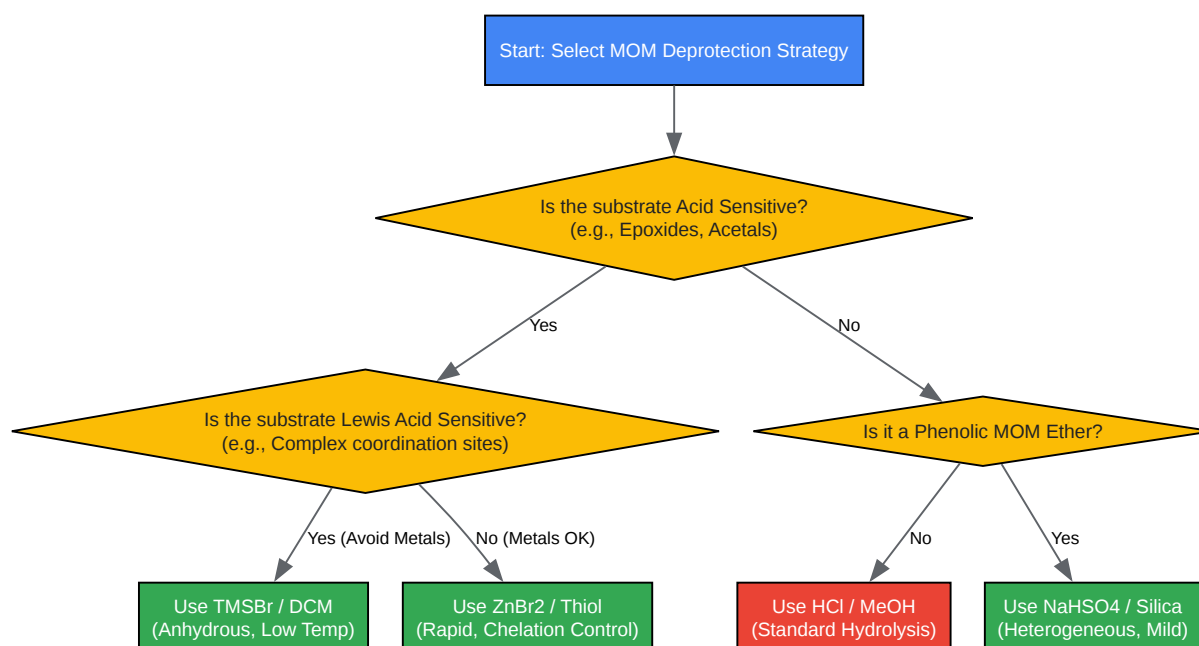 Start: Select MOM Deprotection Strategy
Is the substrate Acid Sensitive?
(e.g., Epoxides, Acetals)
Yes
No
Is the substrate Lewis Acid Sensitive?
(e.g., Complex coordination sites)
Is it a Phenolic MOM Ether?
Yes (Avoid Metals)
No (Metals OK)
No
Yes
Use TMSBr / DCM
(Anhydrous, Low Temp)
Use ZnBr2 / Thiol
(Rapid, Chelation Control)
Use HCl / MeOH
(Standard Hydrolysis)
Use NaHSO4 / Silica
(Heterogeneous, Mild)